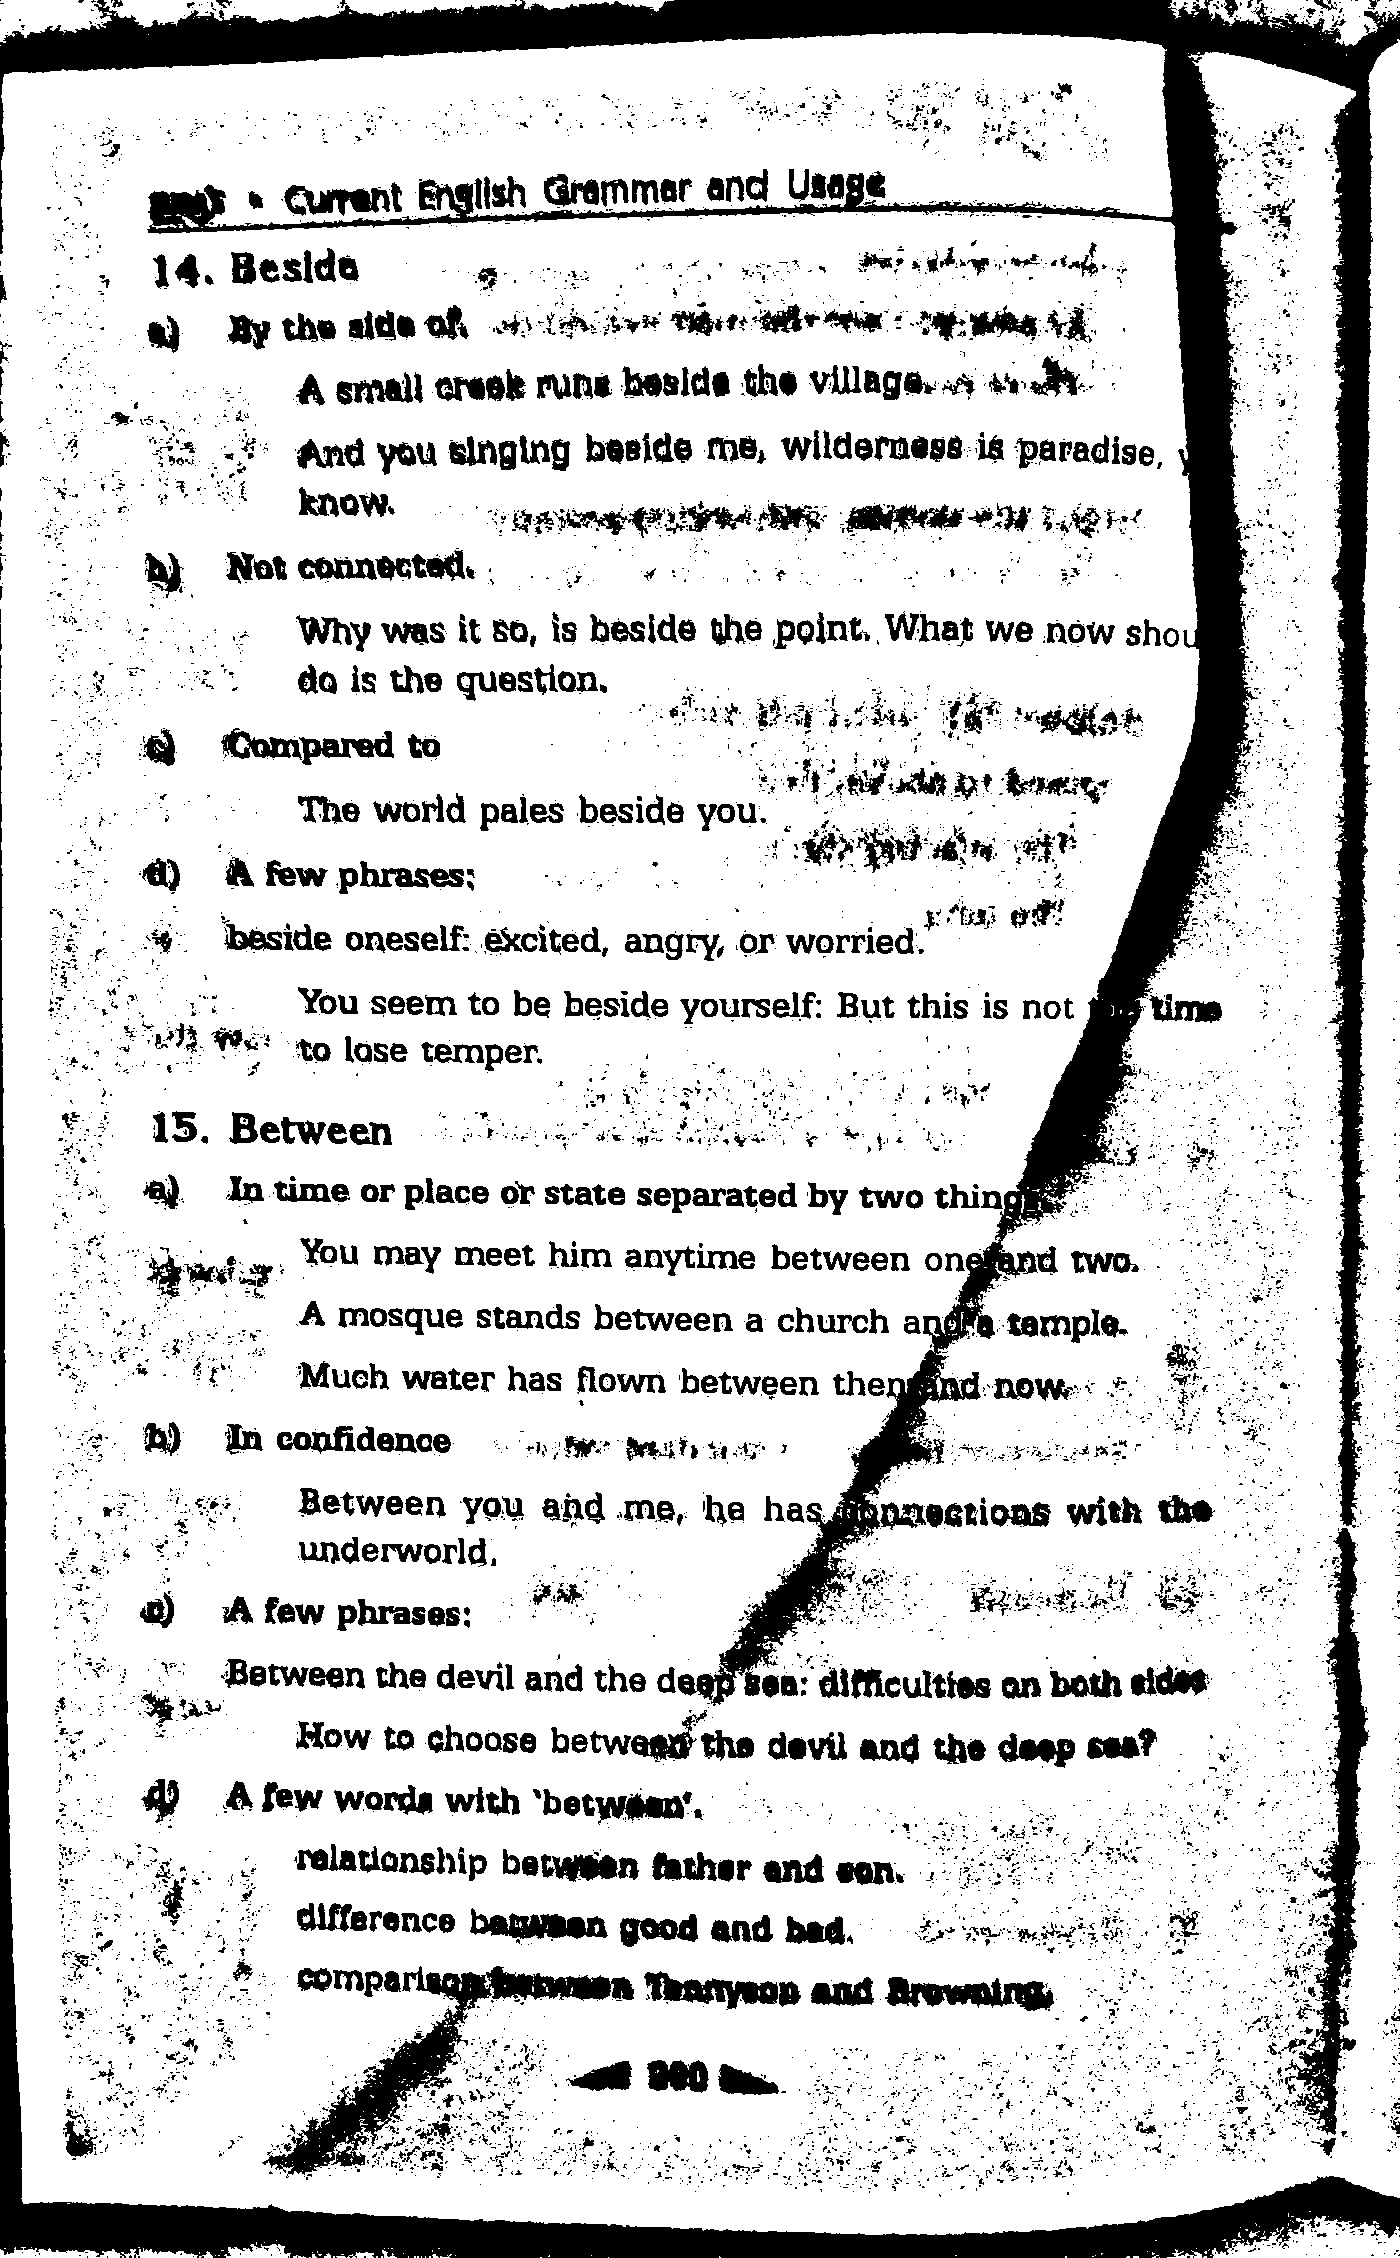 • Current English Grammar and Usage
14. Beside
a) By the side of.
A small creek runs beside the village.
And you singing beside me, wilderness is paradise,
know.
b) Not connected.
Why was it so, is beside the point. What we now shou
do is the question.
c) Compared to
The world pales beside you.
d) A few phrases:
beside oneself: excited, angry, or worried.
You seem to be beside yourself: But this is not the time
to lose temper.
15. Between
a) In time or place or state separated by two things.
You may meet him anytime between one and two.
A mosque stands between a church and a temple.
Much water has flown between then and now.
b) In confidence
Between you and me, he has connections with the
underworld.
c) A few phrases:
Between the devil and the deep sea: difficulties on both sides
How to choose between the devil and the deep sea?
d) A few words with 'between'.
relationship between father and son.
difference between good and bad.
comparison between Tennyson and Browning.